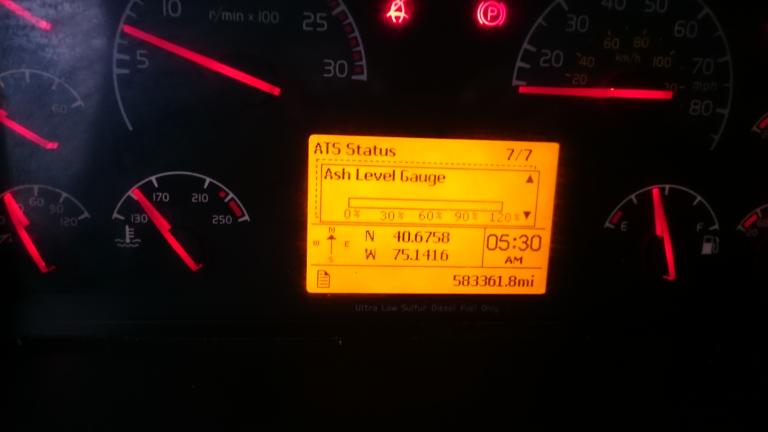 10
r/min x 100
25
5
30
60
30
40
50
60
60
80
km/h
20
40
100
70
20
mph
80
ATS Status 7/7
Ash Level Gauge
0% 30% 60% 90% 120%
N
W E
S
N 40.6758
W 75.1416
05:30
AM
583361.8mi
60
90
120
130
170
210
250
E
F
Ultra Low Sulfur Diesel Fuel Only